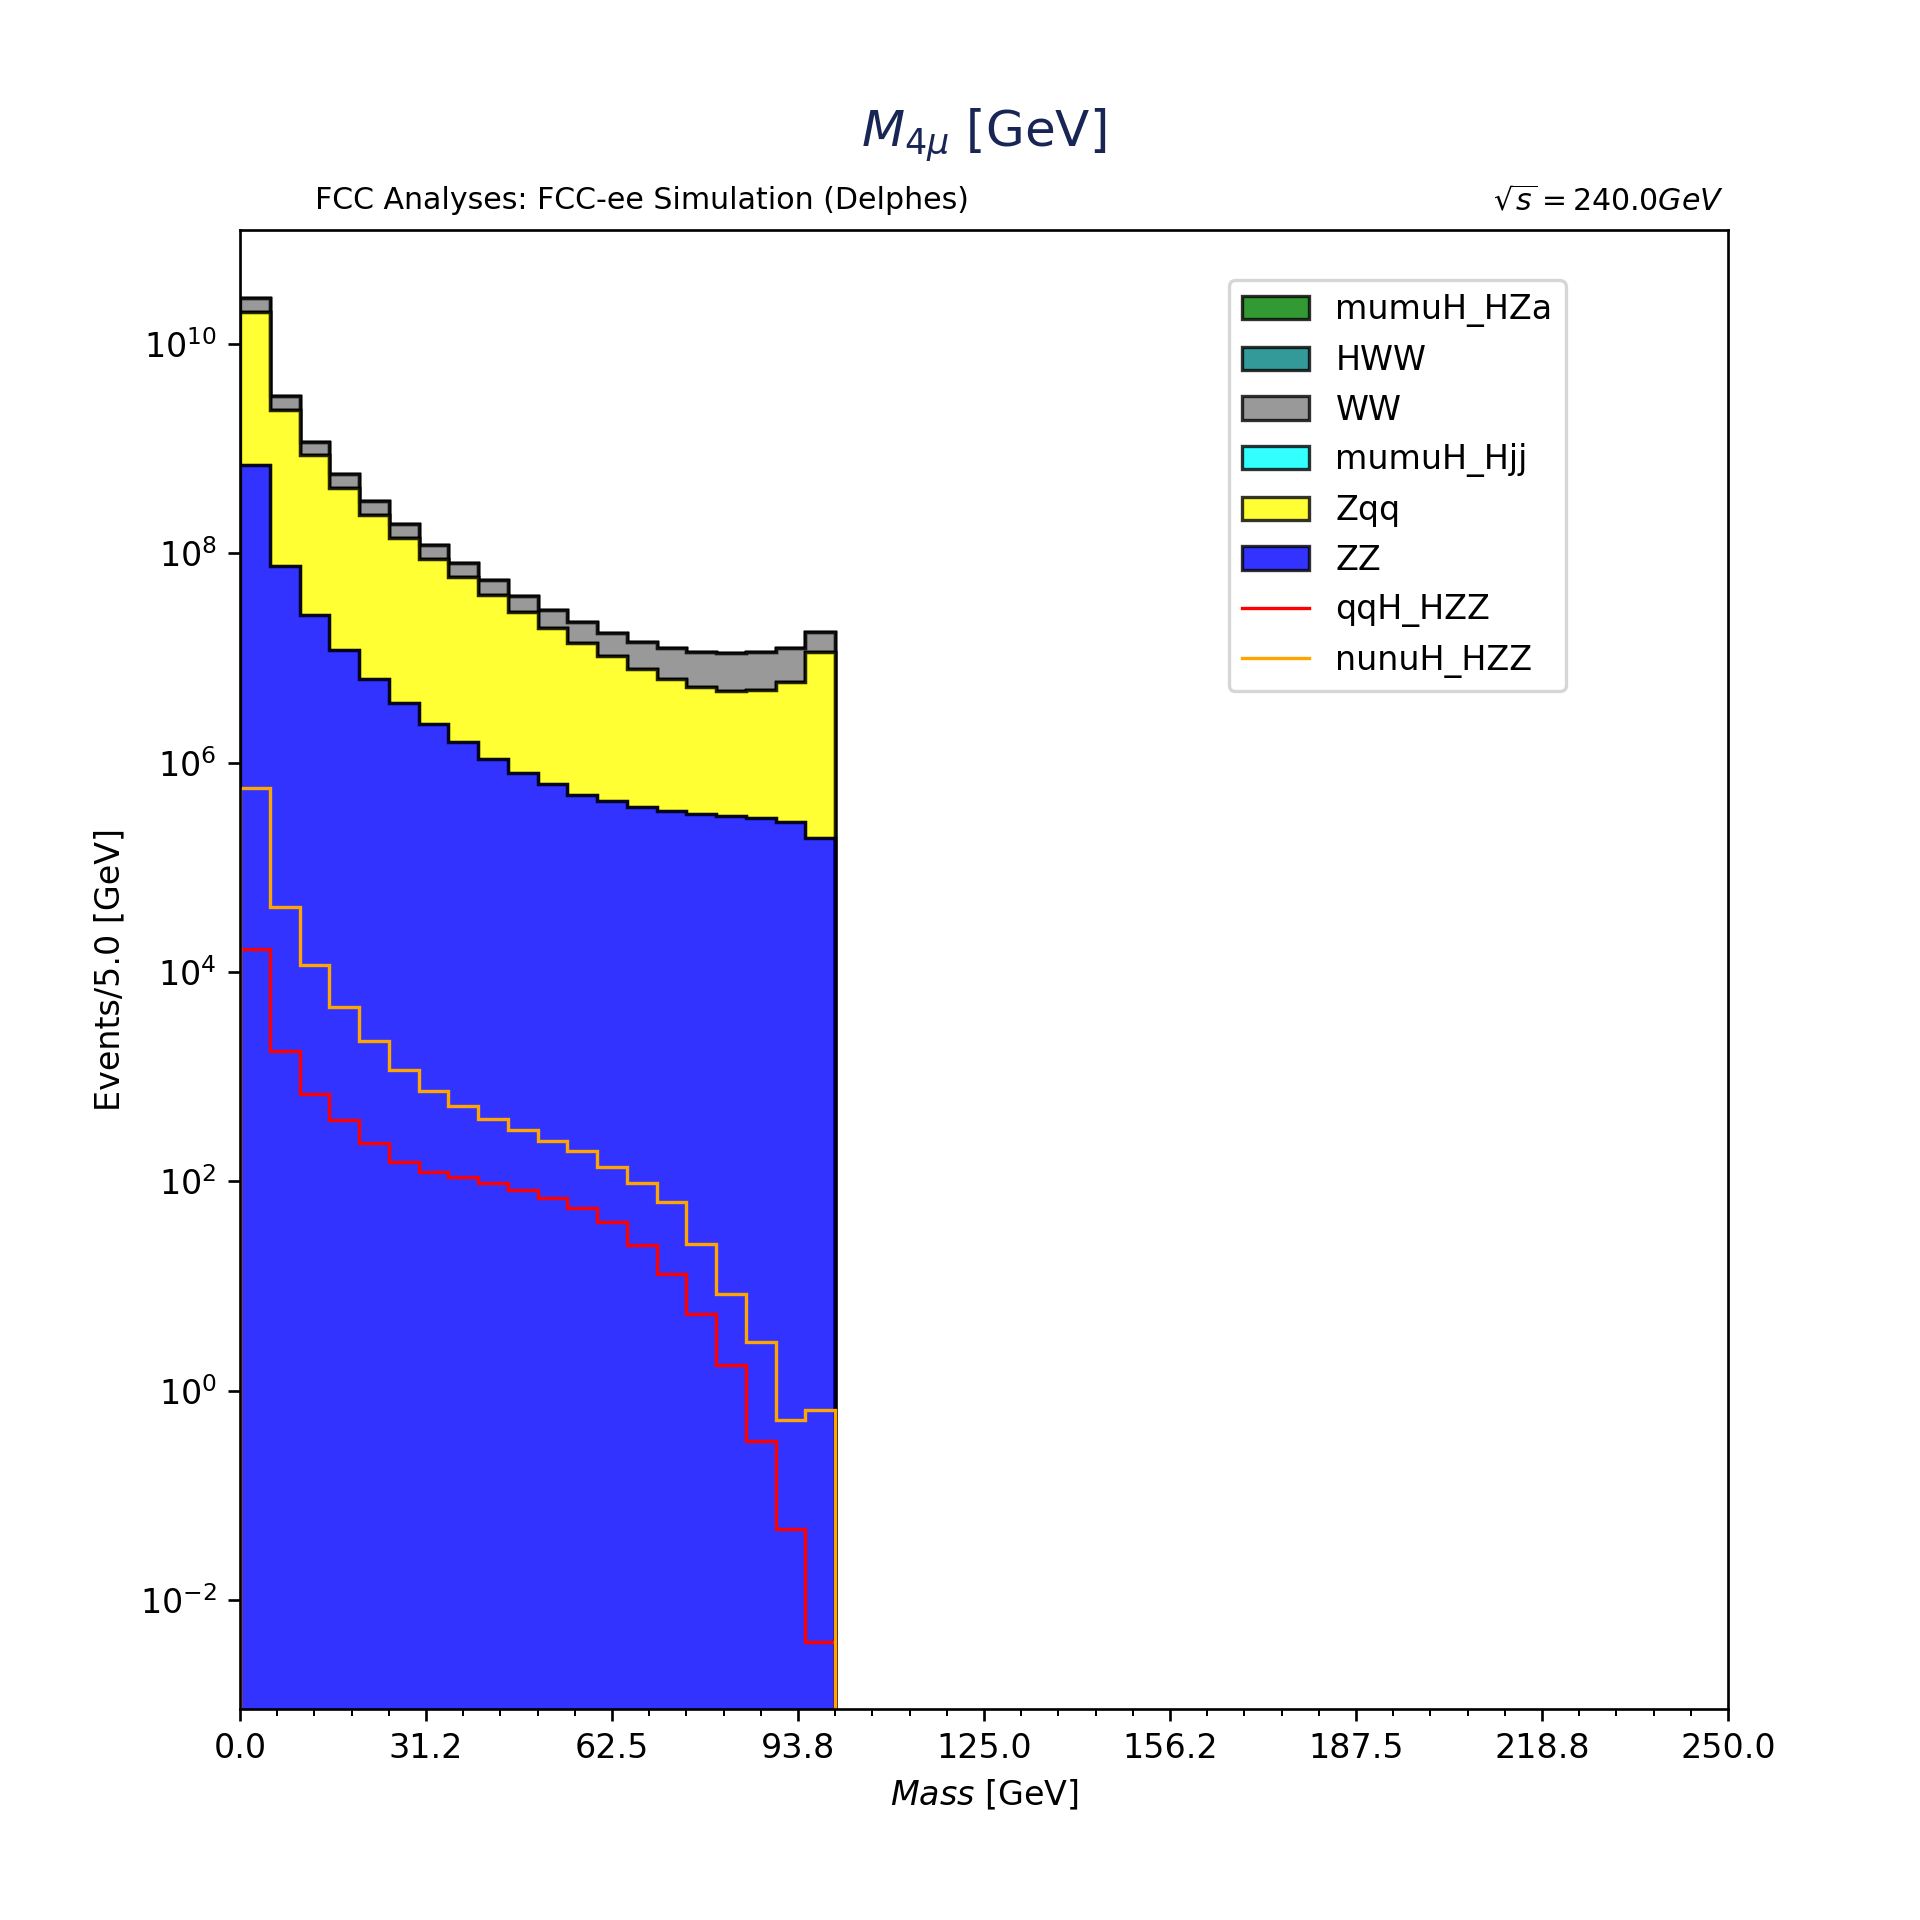 M4μ [GeV]
FCC Analyses: FCC-ee Simulation (Delphes)
√s = 240.0GeV
mumuH_HZa
HWW
WW
mumuH_Hjj
Zqq
ZZ
qqH_HZZ
nunuH_HZZ
10^10
10^8
10^6
10^4
10^2
10^0
10^−2
Events/5.0 [GeV]
0.0 31.2 62.5 93.8 125.0 156.2 187.5 218.8 250.0
Mass [GeV]